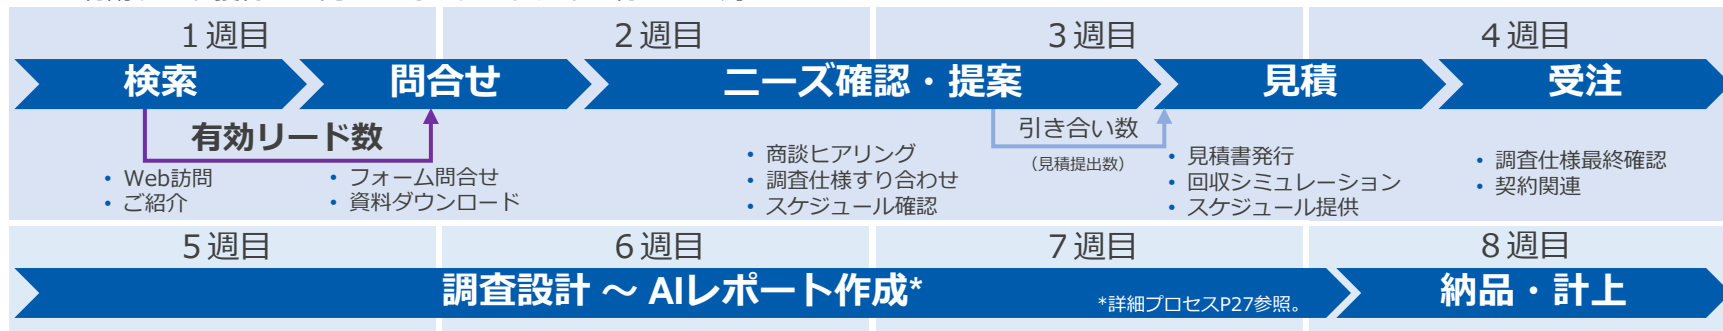 1週目
2週目
3週目
4週目
検索
問合せ
ニーズ確認・提案
見積
受注
有効リード数
引き合い数
（見積提出数）
• Web訪問
• ご紹介
• フォーム問合せ
• 資料ダウンロード
• 商談ヒアリング
• 調査仕様すり合わせ
• スケジュール確認
• 見積書発行
• 回収シミュレーション
• スケジュール提供
• 調査仕様最終確認
• 契約関連
5週目
6週目
7週目
8週目
調査設計 ～ AIレポート作成*
*詳細プロセスP27参照。
納品・計上